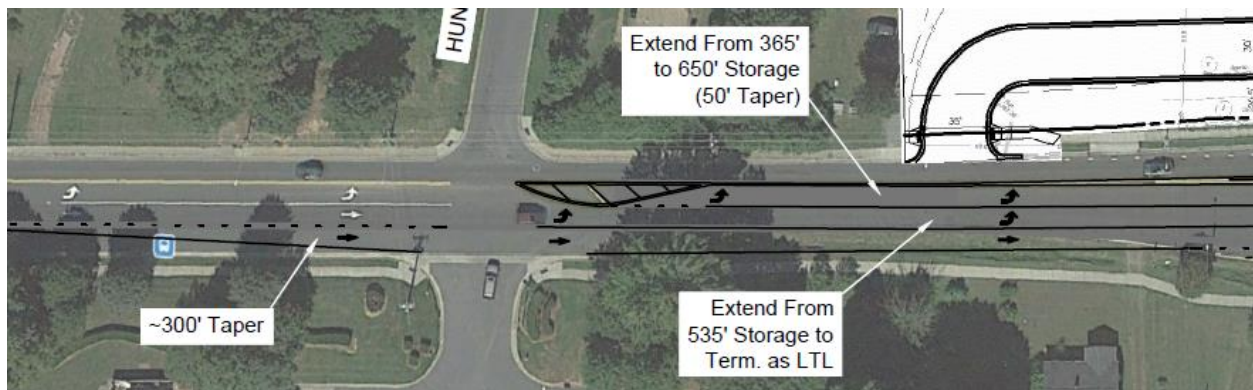 HUN
Extend From 365'
to 650' Storage
(50' Taper)
36'
~300' Taper
Extend From
535' Storage to
Term. as LTL